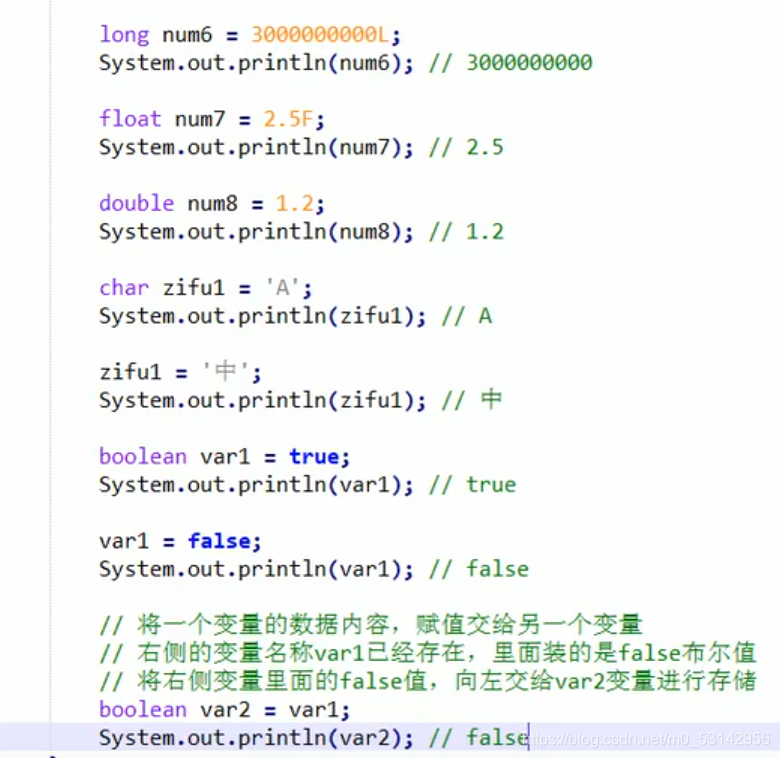 long num6 = 3000000000L;
System.out.println(num6); // 3000000000
float num7 = 2.5F;
System.out.println(num7); // 2.5
double num8 = 1.2;
System.out.println(num8); // 1.2
char zifu1 = 'A';
System.out.println(zifu1); // A
zifu1 = '中';
System.out.println(zifu1); // 中
boolean var1 = true;
System.out.println(var1); // true
var1 = false;
System.out.println(var1); // false
// 将一个变量的数据内容，赋值交给另一个变量
// 右侧的变量名称var1已经存在，里面装的是false布尔值
// 将右侧变量里面的false值，向左交给var2变量进行存储
boolean var2 = var1;
System.out.println(var2); // false
https://blog.csdn.net/m0_53142956